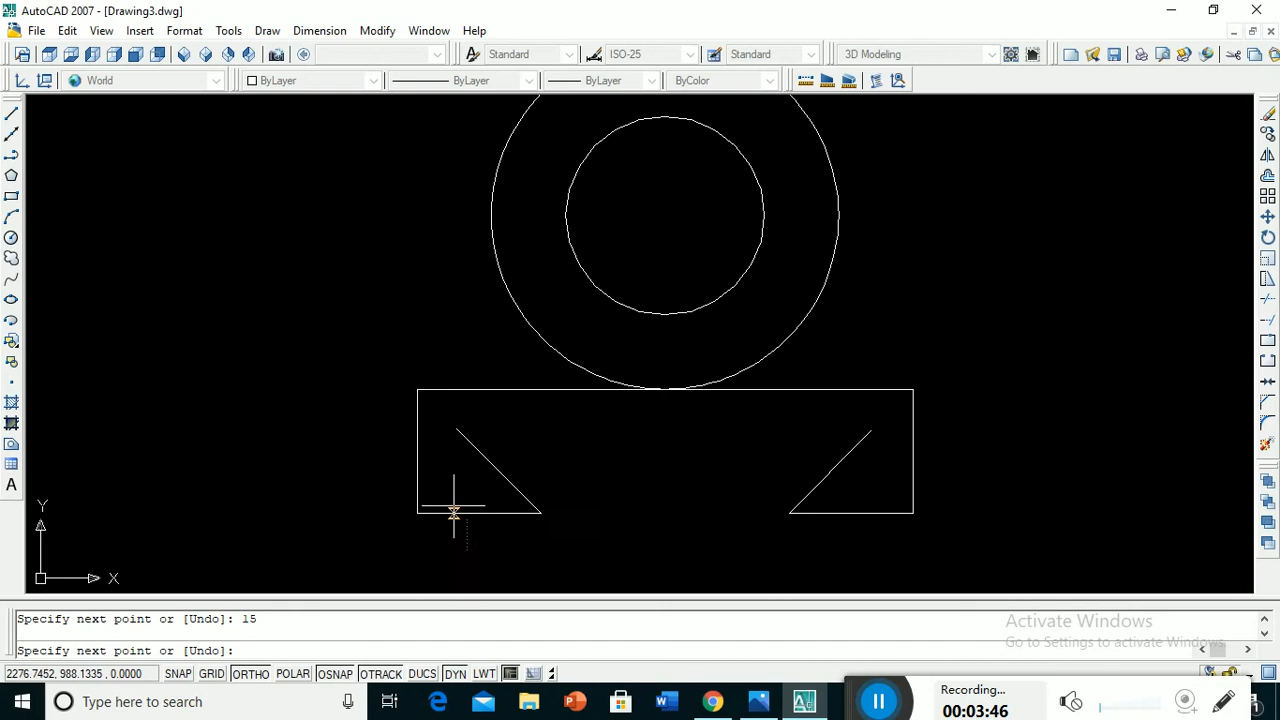 AutoCAD 2007 - [Drawing3.dwg]
File Edit View Insert Format Tools Draw Dimension Modify Window Help
Standard ISO-25 Standard 3D Modeling
World ByLayer ByLayer ByLayer ByColor
A
Y
X
Specify next point or [Undo]: 15
Specify next point or [Undo]:
Activate Windows
Go to Settings to activate Windows.
2276.7452, 988.1335, 0.0000 SNAP GRID ORTHO POLAR OSNAP OTRACK DUCS DYN LWT
Type here to search
Recording...
00:03:46